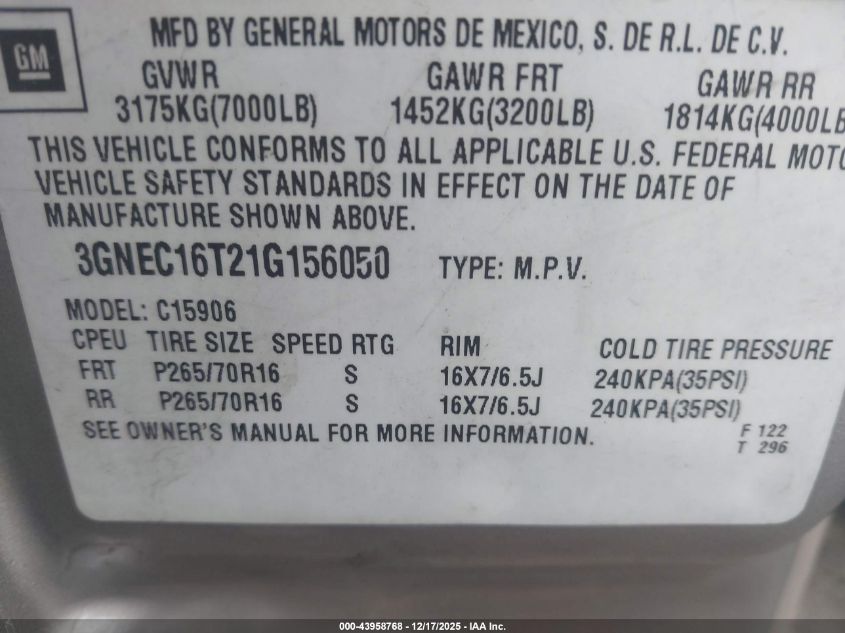 GM
MFD BY GENERAL MOTORS DE MEXICO, S. DE R.L. DE C.V.
GVWR GAWR FRT GAWR RR
3175KG(7000LB) 1452KG(3200LB) 1814KG(4000LB
THIS VEHICLE CONFORMS TO ALL APPLICABLE U.S. FEDERAL MOTO
VEHICLE SAFETY STANDARDS IN EFFECT ON THE DATE OF
MANUFACTURE SHOWN ABOVE.
3GNEC16T21G156050 TYPE: M.P.V.
MODEL: C15906
CPEU TIRE SIZE SPEED RTG RIM COLD TIRE PRESSURE
FRT P265/70R16 S 16X7/6.5J 240KPA(35PSI)
RR P265/70R16 S 16X7/6.5J 240KPA(35PSI)
SEE OWNER'S MANUAL FOR MORE INFORMATION.
F 122
T 296
000-43958768 - 12/17/2025 - IAA Inc.